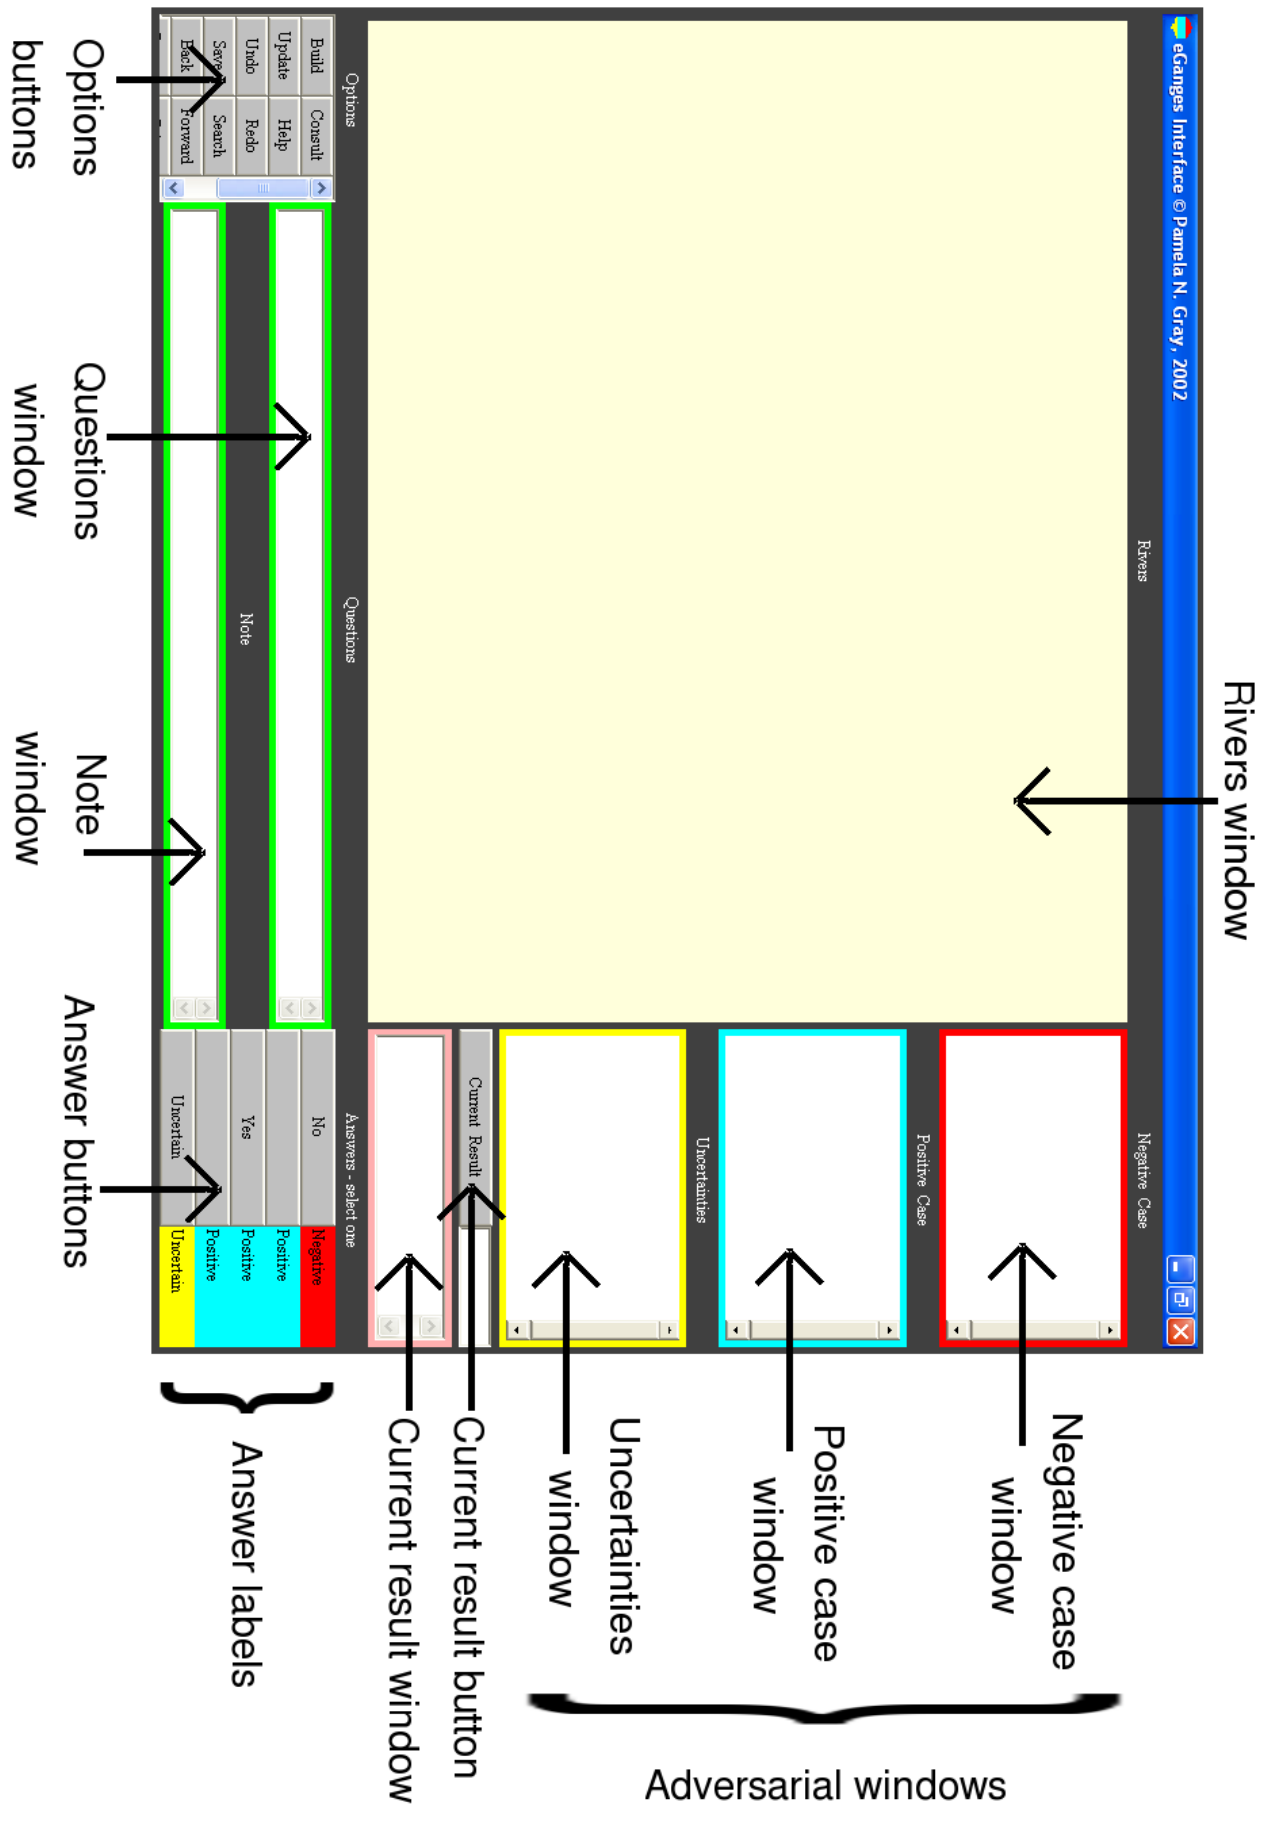 Rivers window
eGanges Interface © Pamela N. Gray, 2002
Rivers
Negative Case
Negative case
window
Positive Case
Positive case
window
Uncertainties
Uncertainties
window
Adversarial windows
Current Result
Current result button
Current result window
Options
Questions
Answers - select one
Build
Consult
No
Negative
Update
Help
Positive
Undo
Redo
Note
Yes
Positive
Save
Search
Positive
Back
Forward
Uncertain
Uncertain
Answer labels
Options
buttons
Questions
window
Note
window
Answer buttons